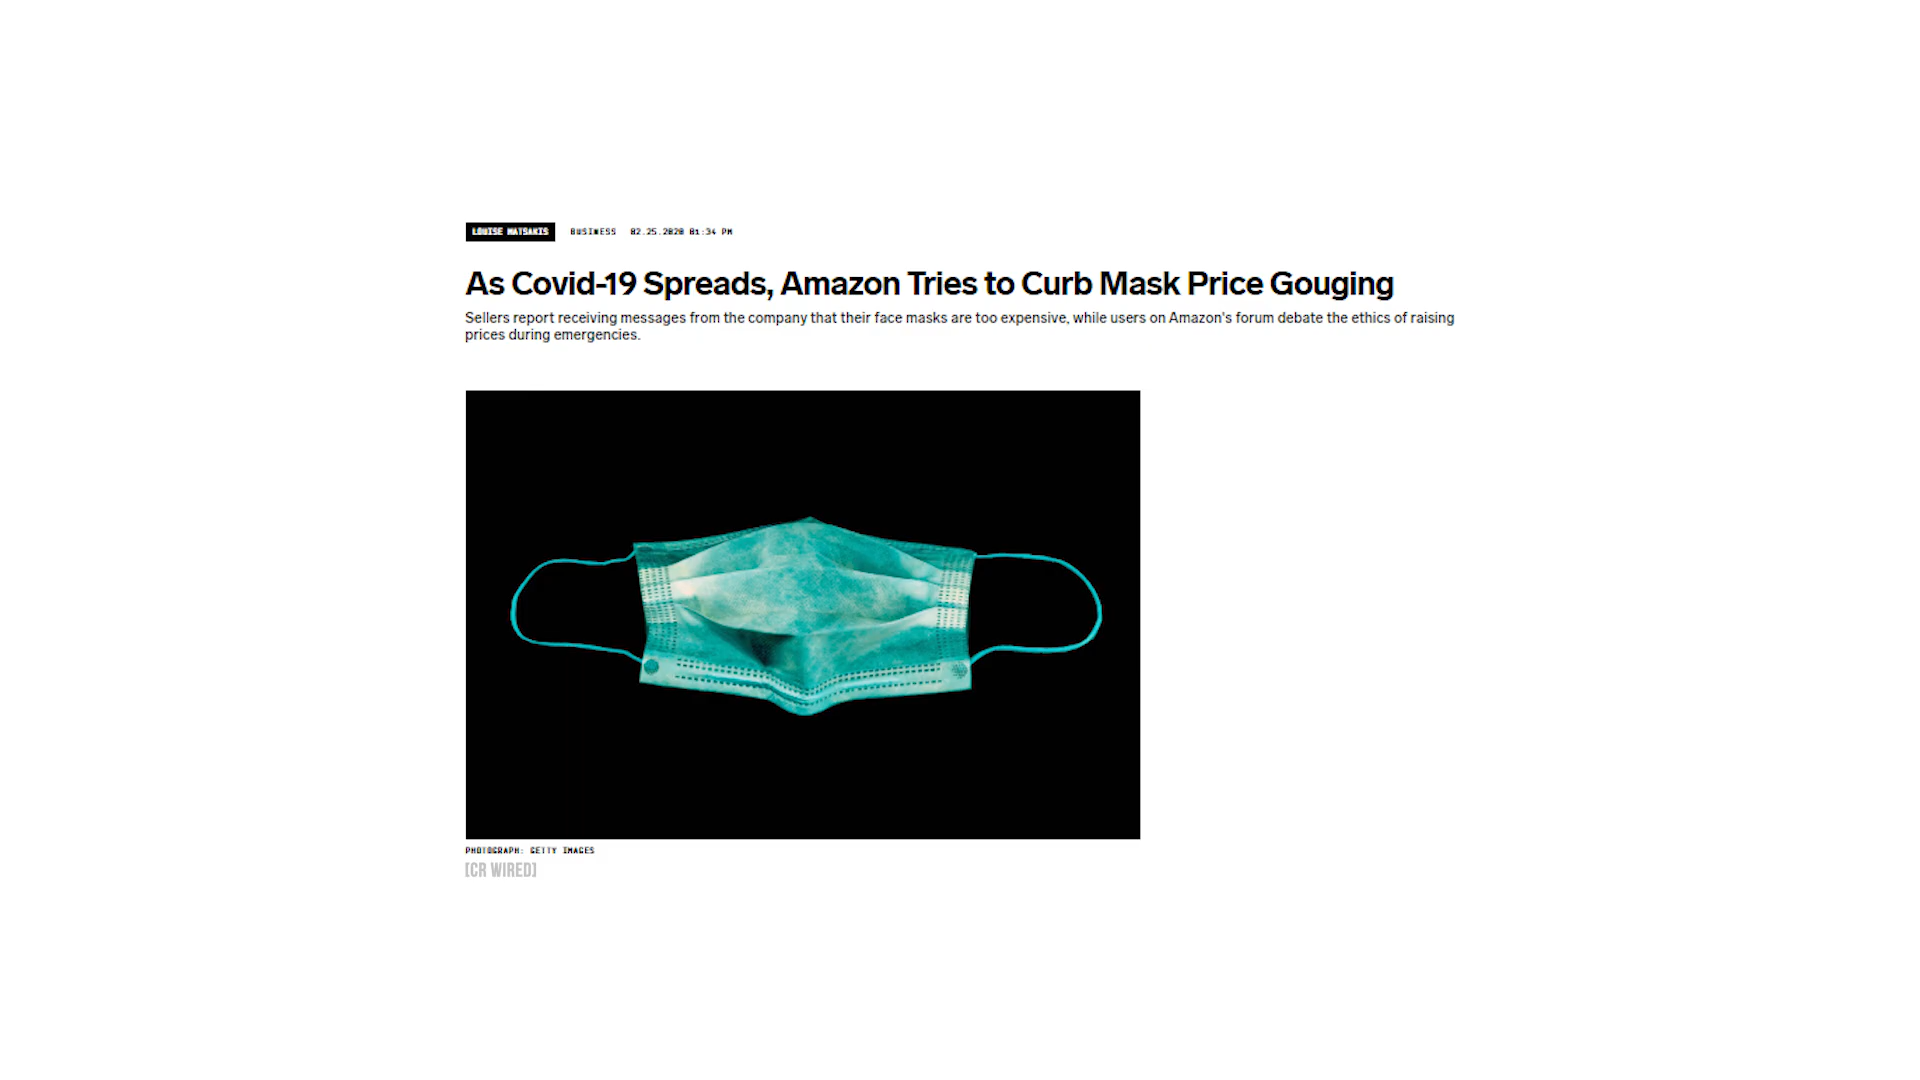 LOUISE MATSAKIS BUSINESS 02.25.2020 01:34 PM
As Covid-19 Spreads, Amazon Tries to Curb Mask Price Gouging
Sellers report receiving messages from the company that their face masks are too expensive, while users on Amazon's forum debate the ethics of raising
prices during emergencies.
PHOTOGRAPH: GETTY IMAGES
[CR WIRED]